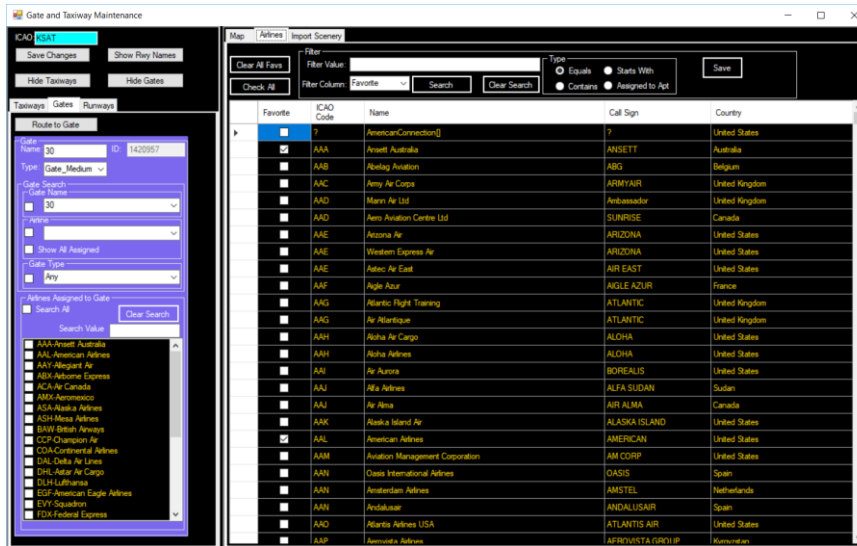 Gate and Taxiway Maintenance
ICAO: KSAT
Save Changes
Show Rwy Names
Hide Taxiways
Hide Gates
Taxiways Gates Runways
Route to Gate
Gate
Name: 30 ID: 1420957
Type: Gate_Medium
Gate Search
Gate Name
30
Airline
Show All Assigned
Gate Type
Any
Airlines Assigned to Gate
Search All
Clear Search
Search Value
AAA-Ansett Australia
AAL-American Airlines
AAY-Allegiant Air
ABX-Airborne Express
ACA-Air Canada
AMX-Aeromexico
ASA-Alaska Airlines
ASH-Mesa Airlines
BAW-British Airways
CCP-Champion Air
COA-Continental Airlines
DAL-Delta Air Lines
DHL-Astar Air Cargo
DLH-Lufthansa
EGF-American Eagle Airlines
EVY-Squadron
FDX-Federal Express
Map Airlines Import Scenery
Clear All Favs
Check All
Filter
Filter Value:
Filter Column: Favorite
Search
Clear Search
Type
Equals Starts With
Contains Assigned to Apt
Save
Favorite ICAO Code Name Call Sign Country
? AmericanConnection[] ? United States
AAA Ansett Australia ANSETT Australia
AAB Abelag Aviation ABG Belgium
AAC Army Air Corps ARMYAIR United Kingdom
AAD Mann Air Ltd Ambassador United Kingdom
AAD Aero Aviation Centre Ltd SUNRISE Canada
AAE Arizona Air ARIZONA United States
AAE Western Express Air ARIZONA United States
AAE Astec Air East AIR EAST United States
AAF Aigle Azur AIGLE AZUR France
AAG Atlantic Flight Training ATLANTIC United Kingdom
AAG Air Atlantique ATLANTIC United Kingdom
AAH Aloha Air Cargo ALOHA United States
AAH Aloha Airlines ALOHA United States
AAI Air Aurora BOREALIS United States
AAJ Alfa Airlines ALFA SUDAN Sudan
AAJ Air Alma AIR ALMA Canada
AAK Alaska Island Air ALASKA ISLAND United States
AAL American Airlines AMERICAN United States
AAM Aviation Management Corporation AM CORP United States
AAN Oasis International Airlines OASIS Spain
AAN Amsterdam Airlines AMSTEL Netherlands
AAN Andalusair ANDALUSAIR Spain
AAO Atlantis Airlines USA ATLANTIS AIR United States
AAP Aerovista Airlines AEROVISTA GROUP Kyrgyzstan